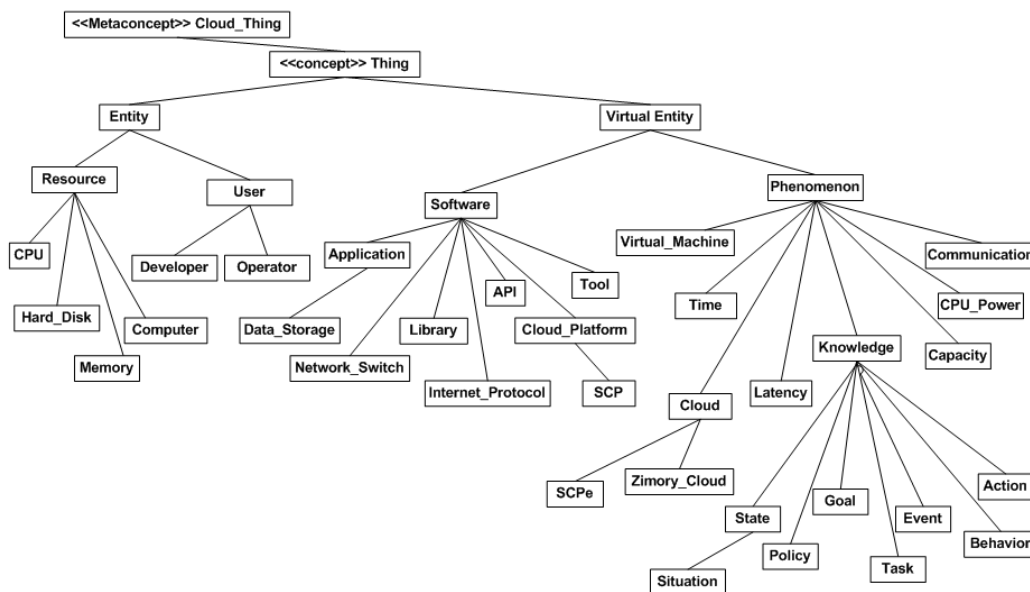 <<Metaconcept>> Cloud_Thing
<<concept>> Thing
Entity
Virtual Entity
Resource
User
Software
Phenomenon
CPU
Developer
Operator
Application
Virtual_Machine
Communication
Hard_Disk
Computer
Memory
Data_Storage
Network_Switch
Library
Internet_Protocol
API
Tool
Cloud_Platform
SCP
Time
CPU_Power
Knowledge
Capacity
Cloud
Latency
SCPe
Zimory_Cloud
State
Policy
Goal
Task
Event
Behavior
Action
Situation